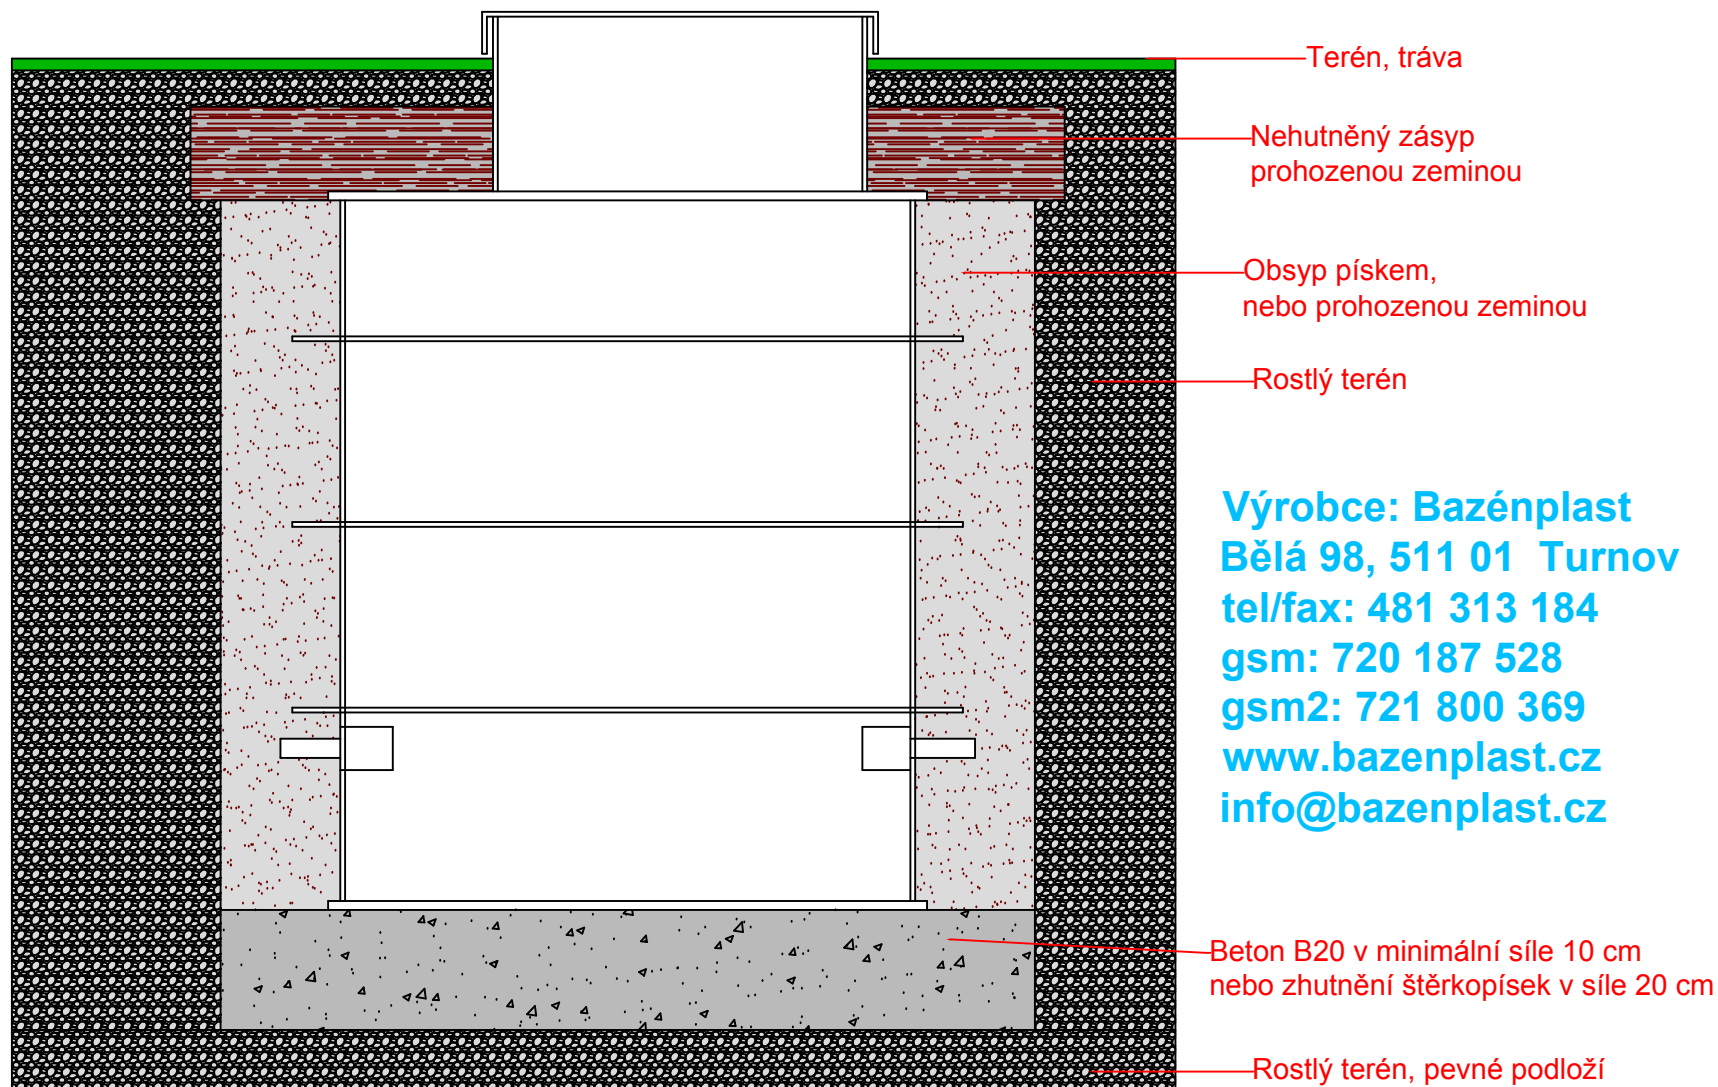 Terén, tráva
Nehutněný zásyp
prohozenou zeminou
Obsyp pískem,
nebo prohozenou zeminou
Rostlý terén
Výrobce: Bazénplast
Bělá 98, 511 01  Turnov
tel/fax: 481 313 184
gsm: 720 187 528
gsm2: 721 800 369
www.bazenplast.cz
info@bazenplast.cz
Beton B20 v minimální síle 10 cm
nebo zhutnění štěrkopísek v síle 20 cm
Rostlý terén, pevné podloží